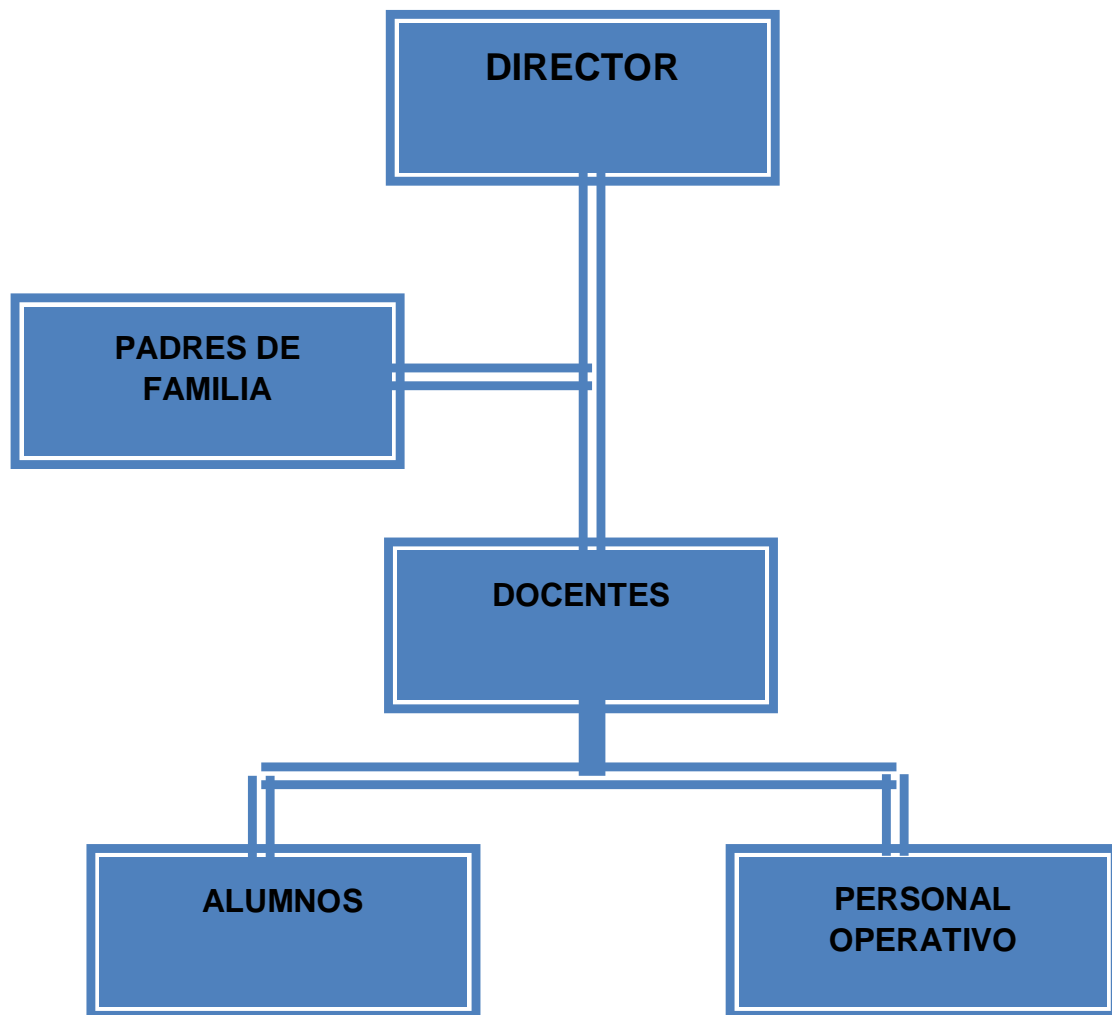 DIRECTOR
PADRES DE
FAMILIA
DOCENTES
ALUMNOS
PERSONAL
OPERATIVO